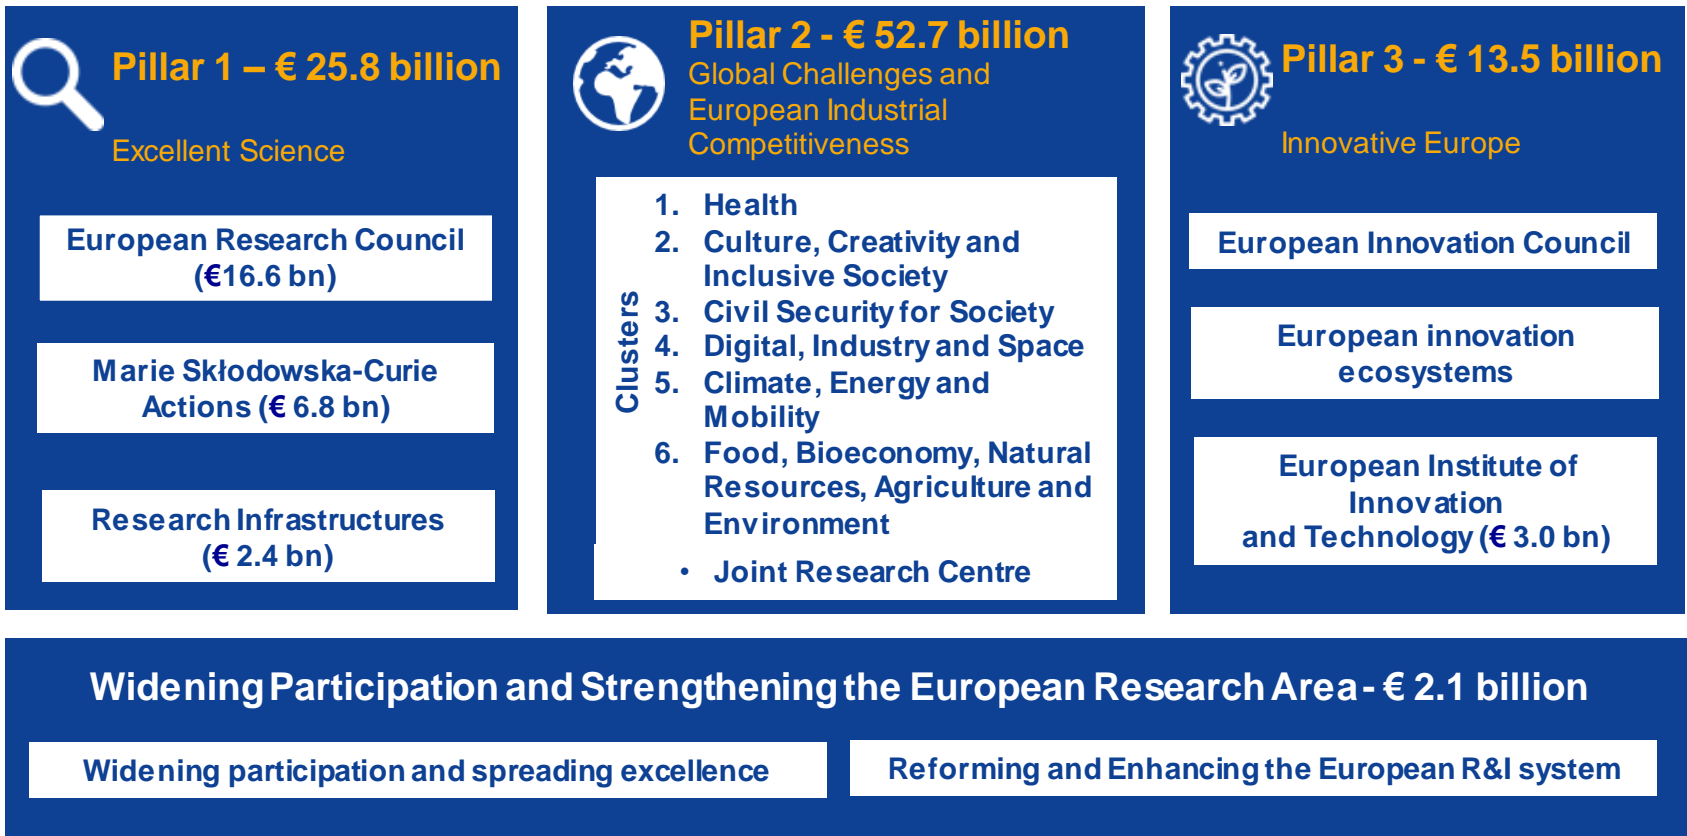 Pillar 1 – € 25.8 billion
Excellent Science
European Research Council
(€16.6 bn)
Marie Skłodowska-Curie
Actions (€ 6.8 bn)
Research Infrastructures
(€ 2.4 bn)
Pillar 2 - € 52.7 billion
Global Challenges and
European Industrial
Competitiveness
Clusters
1. Health
2. Culture, Creativity and
Inclusive Society
3. Civil Security for Society
4. Digital, Industry and Space
5. Climate, Energy and
Mobility
6. Food, Bioeconomy, Natural
Resources, Agriculture and
Environment
• Joint Research Centre
Pillar 3 - € 13.5 billion
Innovative Europe
European Innovation Council
European innovation
ecosystems
European Institute of
Innovation
and Technology (€ 3.0 bn)
Widening Participation and Strengthening the European Research Area - € 2.1 billion
Widening participation and spreading excellence
Reforming and Enhancing the European R&I system